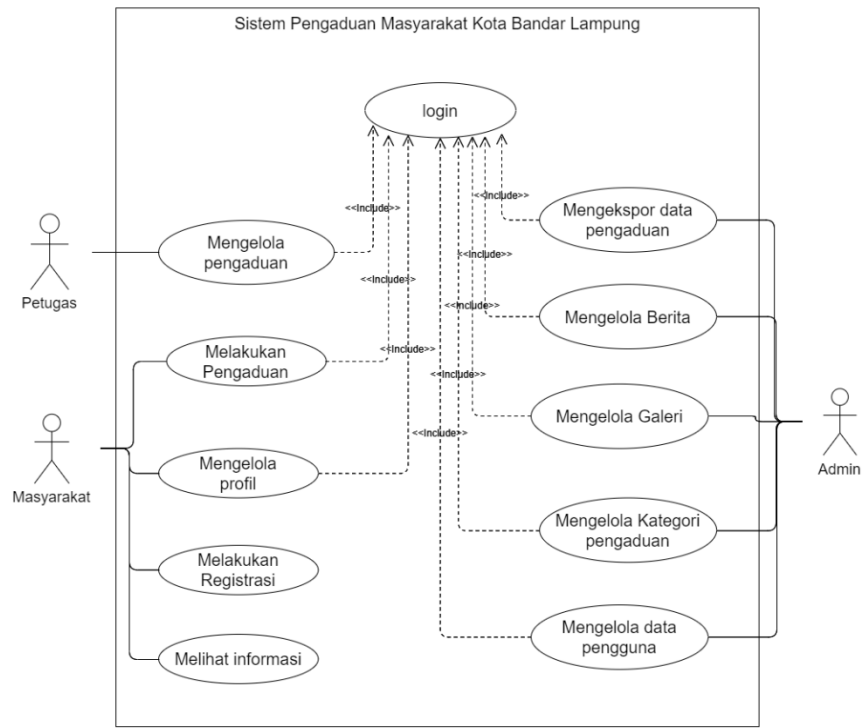 Sistem Pengaduan Masyarakat Kota Bandar Lampung
login
<<Include>>
<<Include>>
Mengekspor data
pengaduan
Mengelola
pengaduan
<<Include>>
<<Include>>
<<Include>>
Petugas
Mengelola Berita
<<Include>>
Melakukan
Pengaduan
<<Include>>
Mengelola Galeri
<<Include>>
Admin
Masyarakat
Mengelola
profil
Mengelola Kategori
pengaduan
Melakukan
Registrasi
Mengelola data
pengguna
Melihat informasi